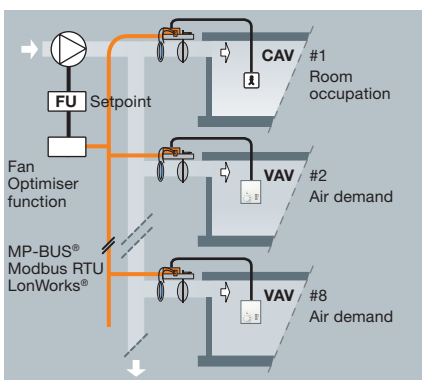 CAV #1
Room
occupation
FU Setpoint
Fan
Optimiser
function
VAV #2
Air demand
MP-BUS®
Modbus RTU
LonWorks®
VAV #8
Air demand